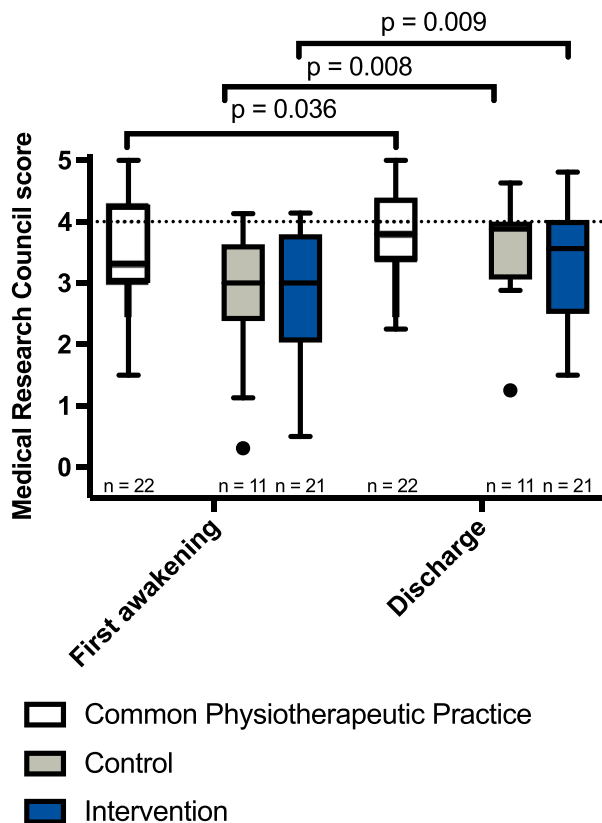 p = 0.009
p = 0.008
p = 0.036
Medical Research Council score
5
4
3
2
1
0
n = 22 n = 11 n = 21 n = 22 n = 11 n = 21
First awakening Discharge
Common Physiotherapeutic Practice
Control
Intervention